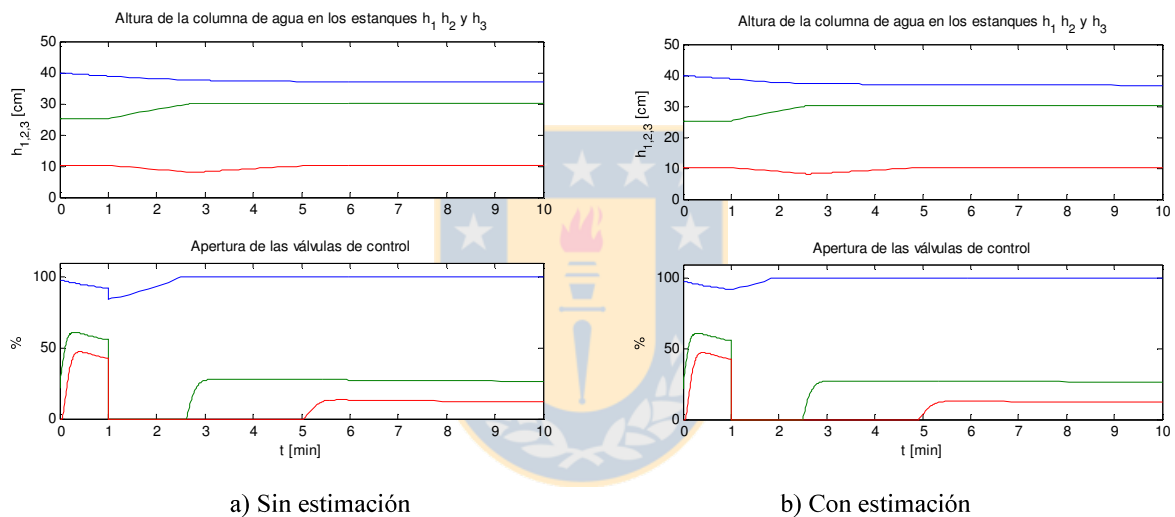 Altura de la columna de agua en los estanques h1 h2 y h3
50
40
30
20
10
0
h1,2,3 [cm]
0 1 2 3 4 5 6 7 8 9 10
Apertura de las válvulas de control
100
50
0
%
0 1 2 3 4 5 6 7 8 9 10
t [min]
a) Sin estimación
Altura de la columna de agua en los estanques h1 h2 y h3
50
40
30
20
10
0
h1,2,3 [cm]
0 1 2 3 4 5 6 7 8 9 10
Apertura de las válvulas de control
100
50
0
%
0 1 2 3 4 5 6 7 8 9 10
t [min]
b) Con estimación